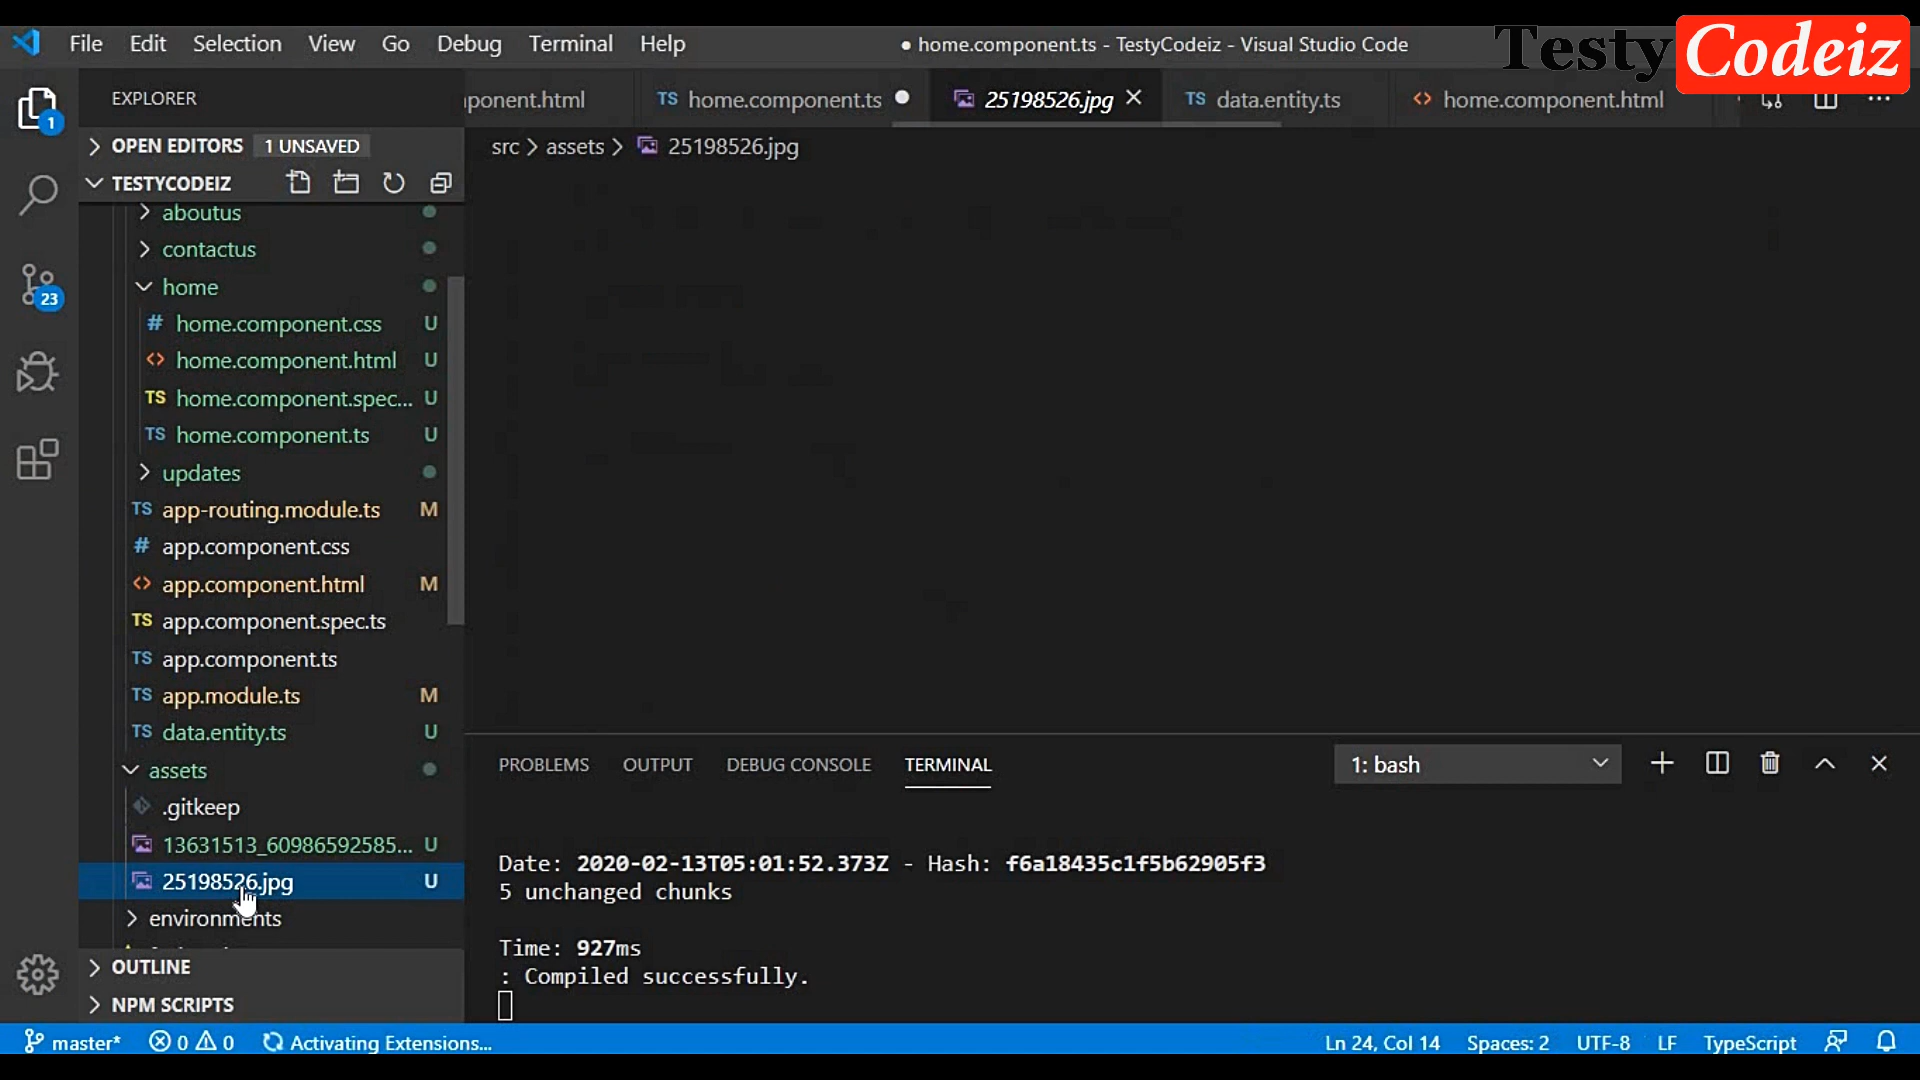 File Edit Selection View Go Debug Terminal Help
● home.component.ts - TestyCodeiz - Visual Studio Code
Testy Codeiz
EXPLORER
ponent.html
TS home.component.ts
25198526.jpg
TS data.entity.ts
<> home.component.html
1
OPEN EDITORS 1 UNSAVED
src > assets > 25198526.jpg
TESTYCODEIZ
aboutus
contactus
home
23
# home.component.css U
<> home.component.html U
TS home.component.spec... U
TS home.component.ts U
updates
TS app-routing.module.ts M
# app.component.css
<> app.component.html M
TS app.component.spec.ts
TS app.component.ts
TS app.module.ts M
TS data.entity.ts U
assets
.gitkeep
13631513_60986592585... U
25198526.jpg U
environments
OUTLINE
NPM SCRIPTS
PROBLEMS OUTPUT DEBUG CONSOLE TERMINAL
1: bash
Date: 2020-02-13T05:01:52.373Z - Hash: f6a18435c1f5b62905f3
5 unchanged chunks
Time: 927ms
: Compiled successfully.
master* 0 0 Activating Extensions...
Ln 24, Col 14 Spaces: 2 UTF-8 LF TypeScript